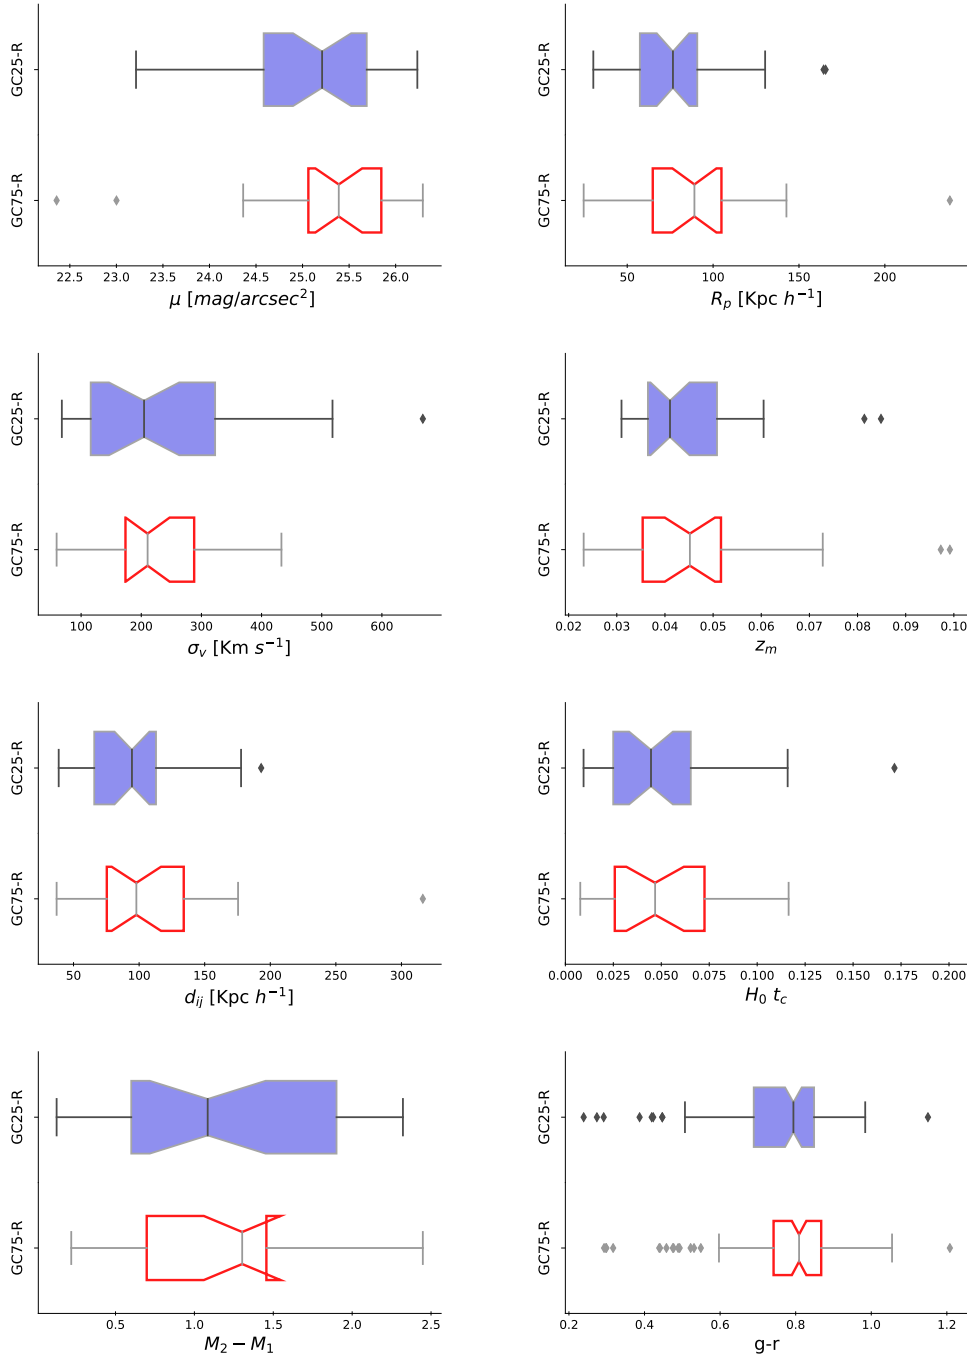 GC25-R
GC75-R
22.5 23.0 23.5 24.0 24.5 25.0 25.5 26.0
μ [mag/arcsec²]
GC25-R
GC75-R
50 100 150 200
R_p [Kpc h⁻¹]
GC25-R
GC75-R
100 200 300 400 500 600
σ_v [Km s⁻¹]
GC25-R
GC75-R
0.02 0.03 0.04 0.05 0.06 0.07 0.08 0.09 0.10
z_m
GC25-R
GC75-R
50 100 150 200 250 300
d_ij [Kpc h⁻¹]
GC25-R
GC75-R
0.000 0.025 0.050 0.075 0.100 0.125 0.150 0.175 0.200
H₀ t_c
GC25-R
GC75-R
0.5 1.0 1.5 2.0 2.5
M₂ − M₁
GC25-R
GC75-R
0.2 0.4 0.6 0.8 1.0 1.2
g-r